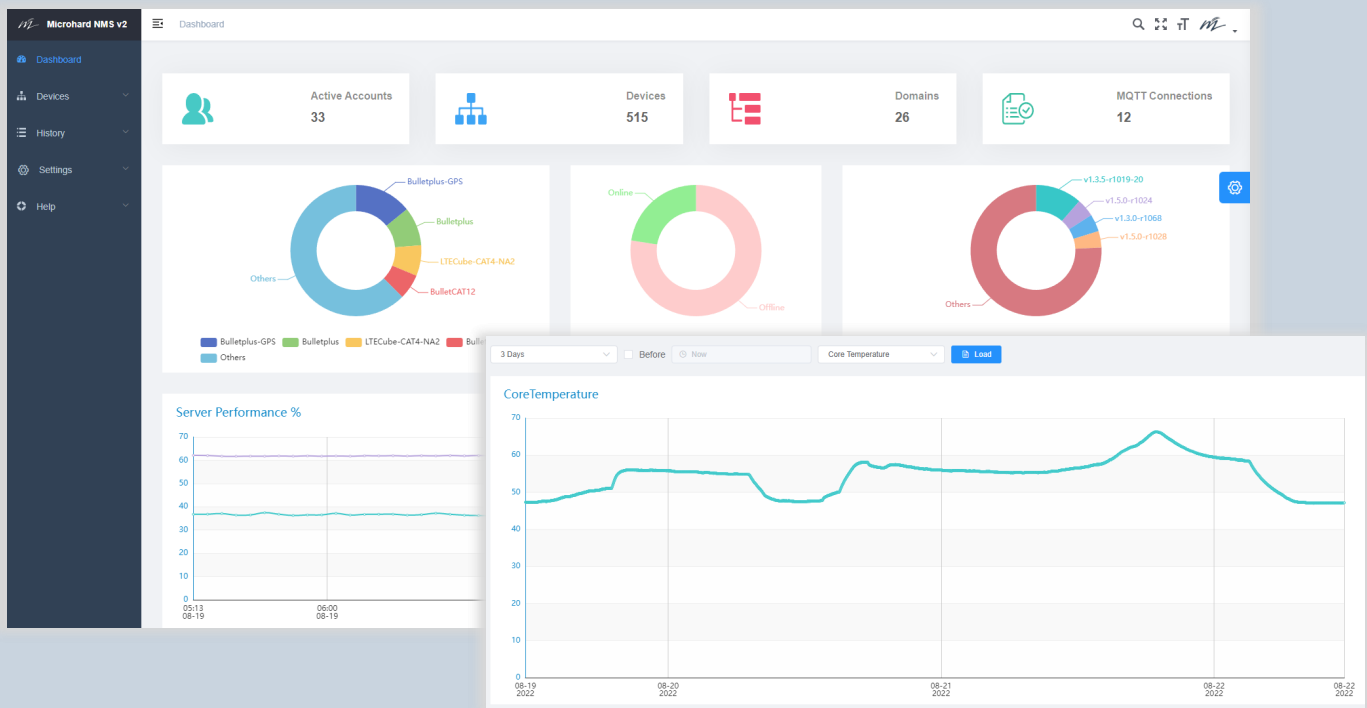 Microhard NMS v2
Dashboard
Dashboard
Devices
History
Settings
Help
Active Accounts
33
Devices
515
Domains
26
MQTT Connections
12
Bulletplus-GPS
Bulletplus
LTECube-CAT4-NA2
BulletCAT12
Others
Bulletplus-GPS Bulletplus LTECube-CAT4-NA2 Bulle
Others
Online
Offline
v1.3.5-r1019-20
v1.5.0-r1024
v1.3.0-r1068
v1.5.0-r1028
Others
Server Performance %
70
60
50
40
30
20
10
0
05:13
08-19
06:00
08-19
3 Days Before Now Core Temperature Load
CoreTemperature
70
60
50
40
30
20
10
0
08-19
2022
08-20
2022
08-21
2022
08-22
2022
08-22
2022